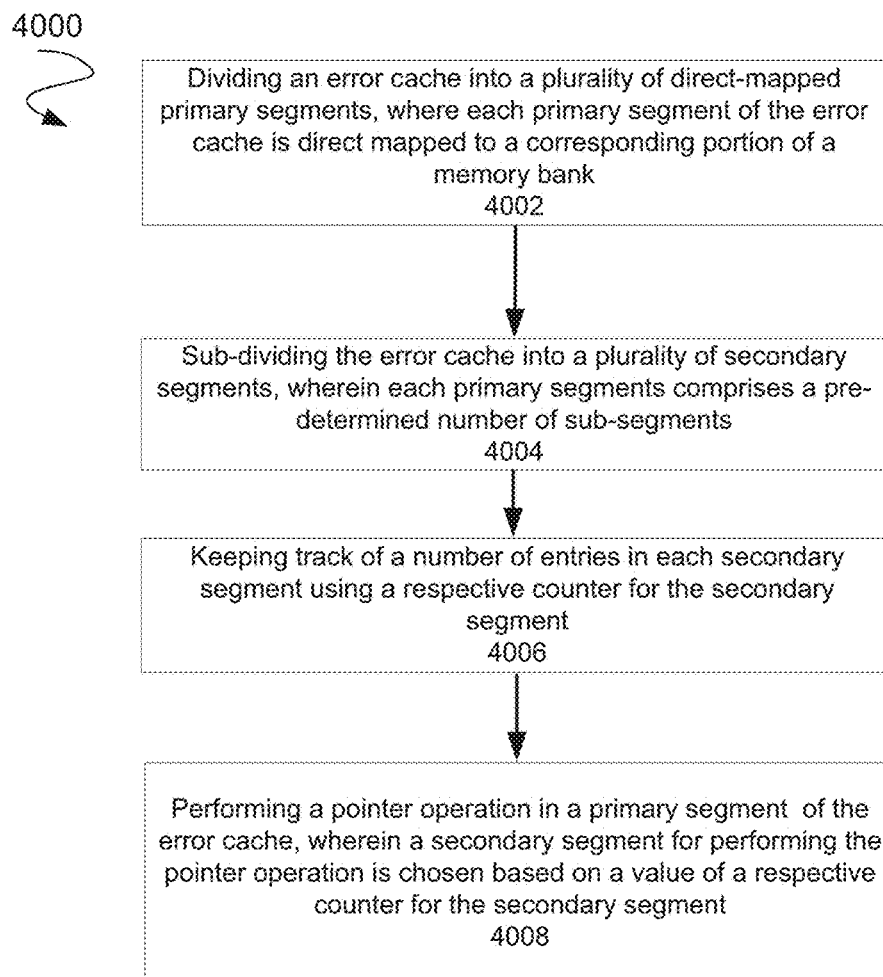 4000
Dividing an error cache into a plurality of direct-mapped
primary segments, where each primary segment of the error
cache is direct mapped to a corresponding portion of a
memory bank
4002
Sub-dividing the error cache into a plurality of secondary
segments, wherein each primary segments comprises a pre-
determined number of sub-segments
4004
Keeping track of a number of entries in each secondary
segment using a respective counter for the secondary
segment
4006
Performing a pointer operation in a primary segment of the
error cache, wherein a secondary segment for performing the
pointer operation is chosen based on a value of a respective
counter for the secondary segment
4008